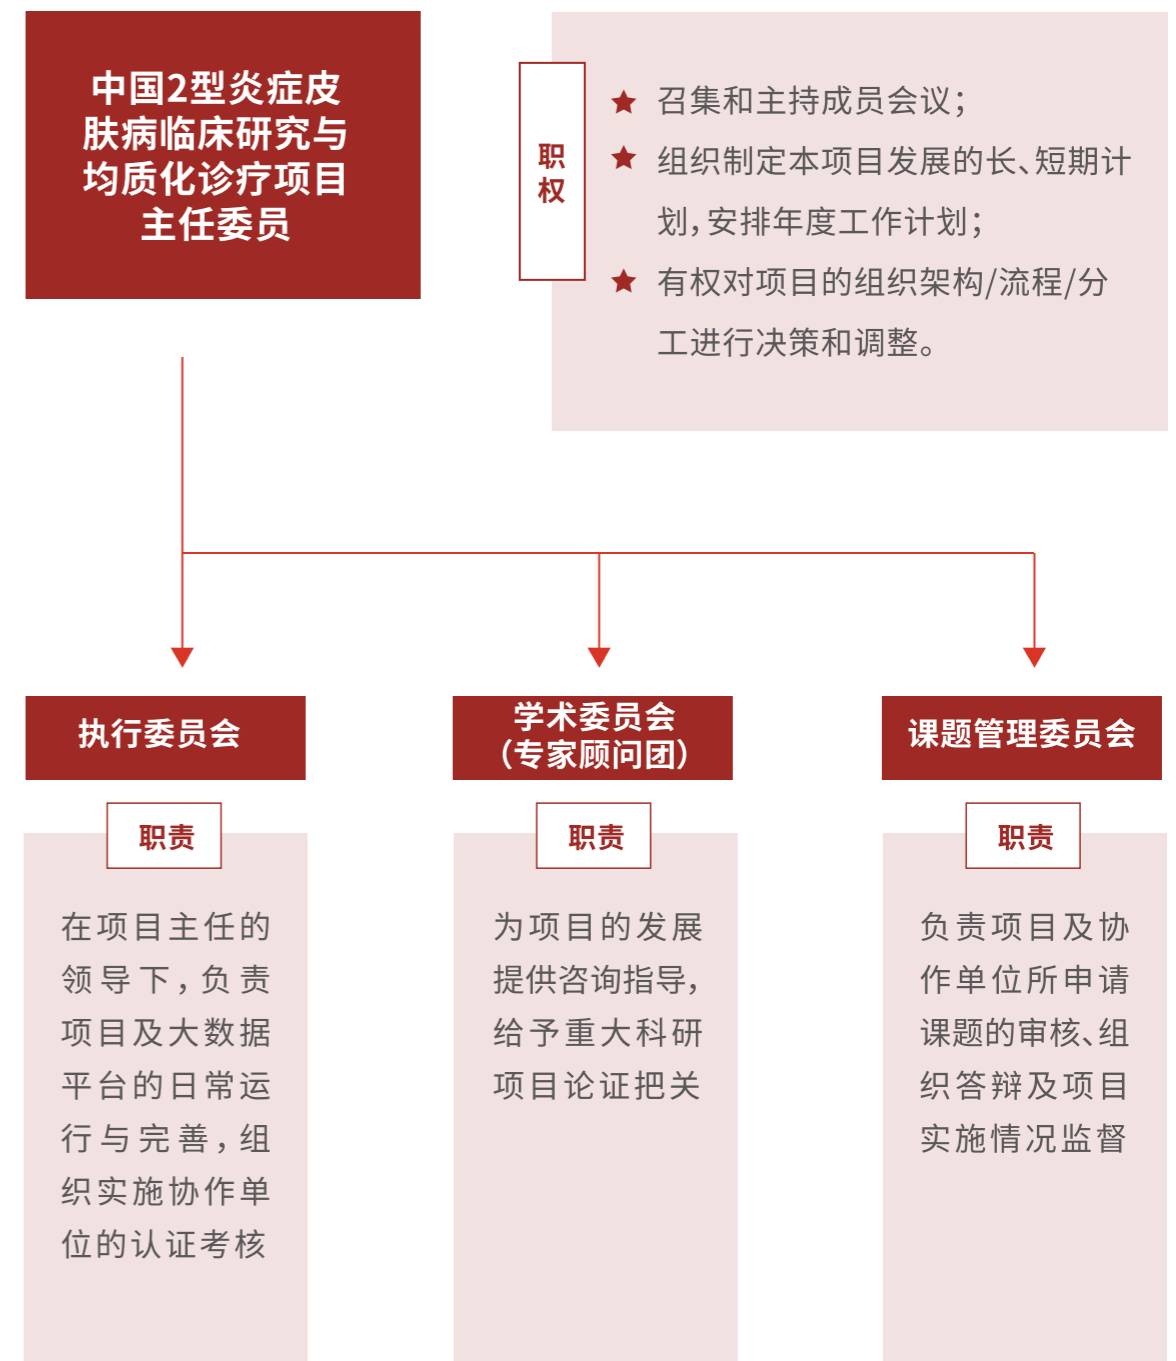 中国2型炎症皮
肤病临床研究与
均质化诊疗项目
主任委员
职
权
召集和主持成员会议；
组织制定本项目发展的长、短期计
划，安排年度工作计划；
有权对项目的组织架构/流程/分
工进行决策和调整。
执行委员会
职责
在项目主任的
领导下，负责
项目及大数据
平台的日常运
行与完善，组
织实施协作单
位的认证考核
学术委员会
（专家顾问团）
职责
为项目的发展
提供咨询指导，
给予重大科研
项目论证把关
课题管理委员会
职责
负责项目及协
作单位所申请
课题的审核、组
织答辩及项目
实施情况监督